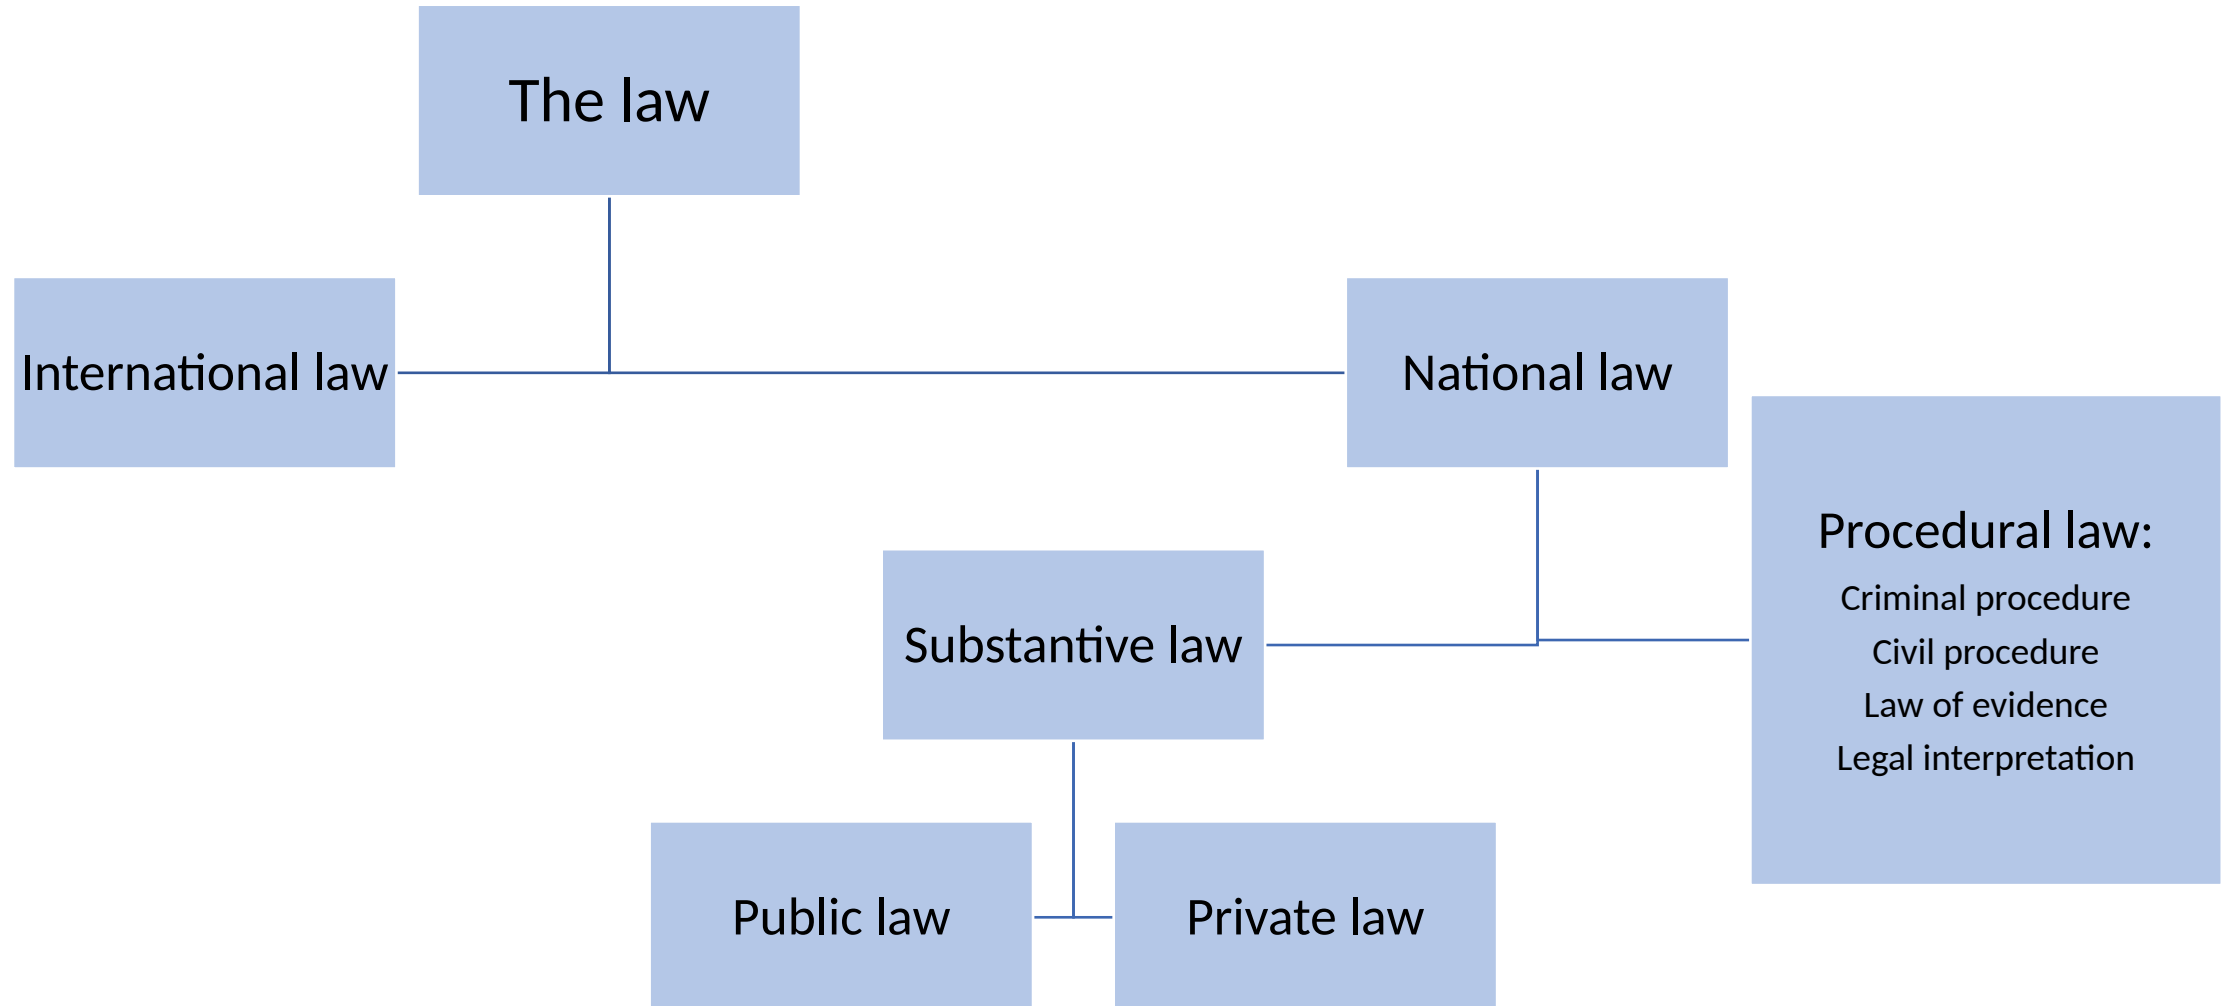 The law
International law
National law
Substantive law
Procedural law:
Criminal procedure
Civil procedure
Law of evidence
Legal interpretation
Public law
Private law